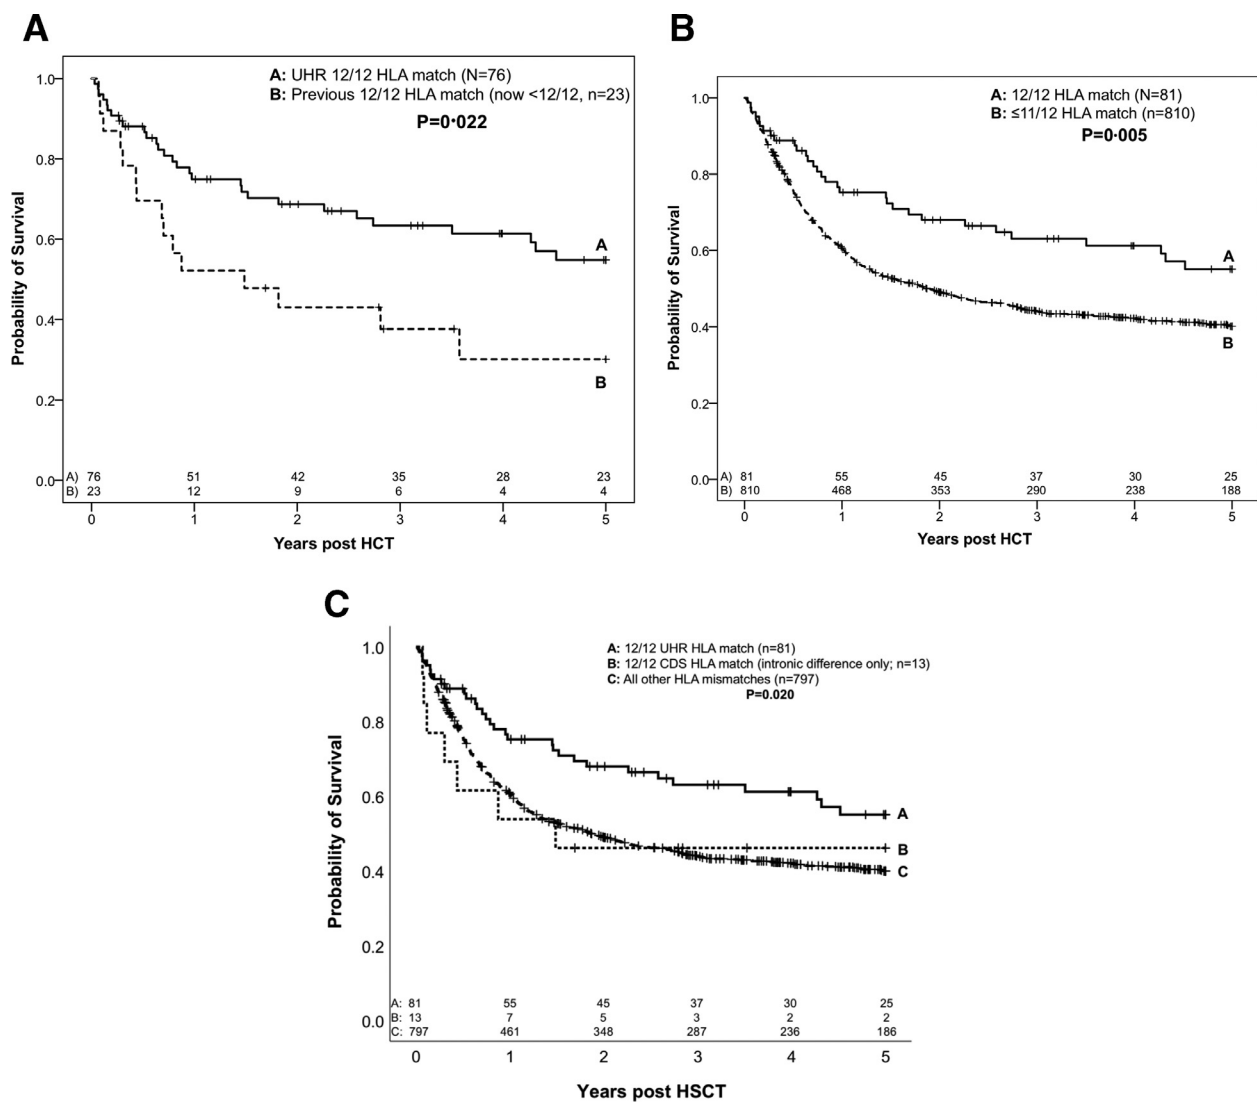 A
A: UHR 12/12 HLA match (N=76)
B: Previous 12/12 HLA match (now <12/12, n=23)
P=0·022
1.0
0.8
0.6
0.4
0.2
0.0
Probability of Survival
A
B
A) 76 51 42 35 28 23
B) 23 12 9 6 4 4
0 1 2 3 4 5
Years post HCT
B
A: 12/12 HLA match (N=81)
B: ≤11/12 HLA match (n=810)
P=0·005
1.0
0.8
0.6
0.4
0.2
0.0
Probability of Survival
A
B
A) 81 55 45 37 30 25
B) 810 468 353 290 238 188
0 1 2 3 4 5
Years post HCT
C
A: 12/12 UHR HLA match (n=81)
B: 12/12 CDS HLA match (intronic difference only; n=13)
C: All other HLA mismatches (n=797)
P=0.020
1.0
0.8
0.6
0.4
0.2
0.0
Probability of Survival
A
B
C
A: 81 55 45 37 30 25
B: 13 7 5 3 2 2
C: 797 461 348 287 236 186
0 1 2 3 4 5
Years post HSCT